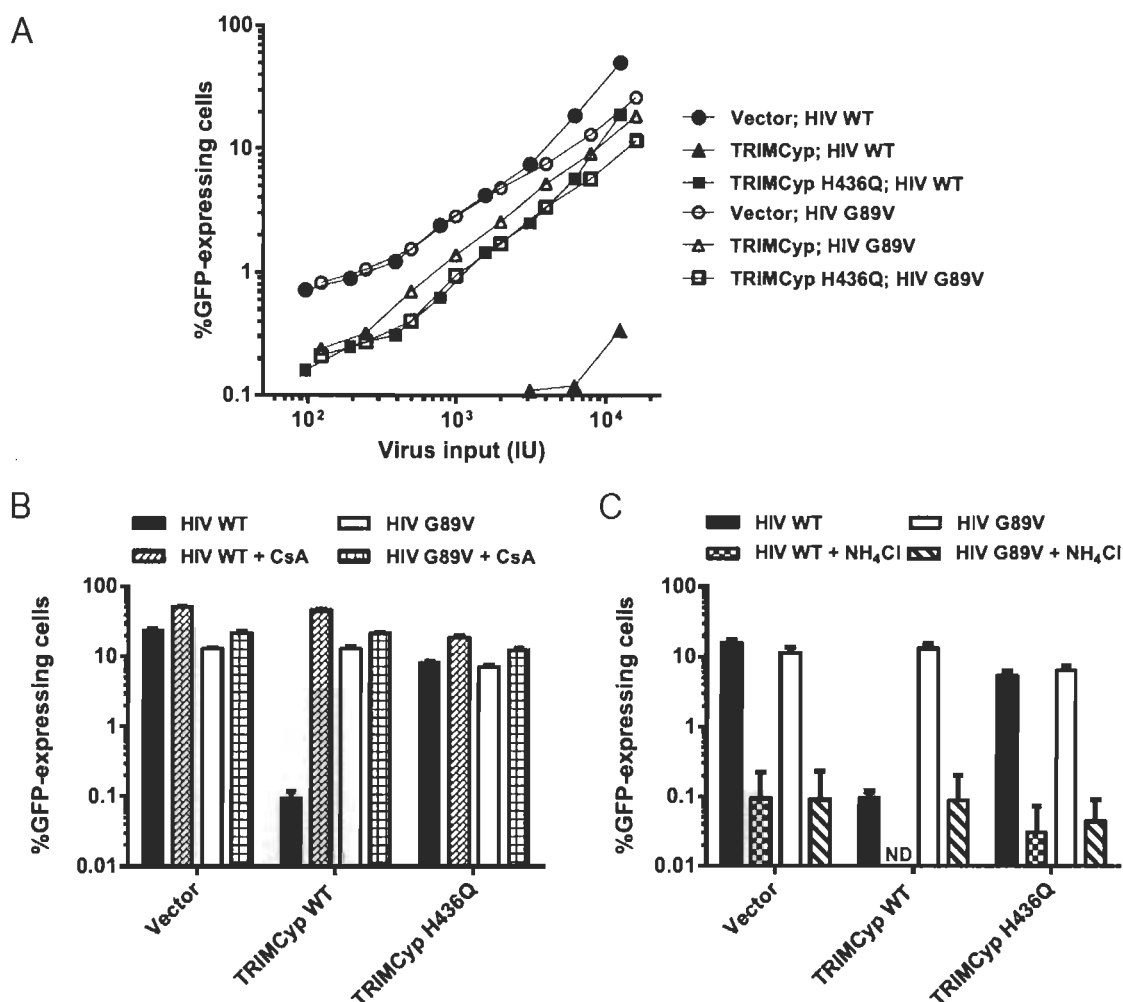 A
%GFP-expressing cells
100
10
1
0.1
10²
10³
10⁴
Virus input (IU)
Vector; HIV WT
TRIMCyp; HIV WT
TRIMCyp H436Q; HIV WT
Vector; HIV G89V
TRIMCyp; HIV G89V
TRIMCyp H436Q; HIV G89V
B
HIV WT
HIV G89V
HIV WT + CsA
HIV G89V + CsA
%GFP-expressing cells
100
10
1
0.1
0.01
Vector
TRIMCyp WT
TRIMCyp H436Q
C
HIV WT
HIV G89V
HIV WT + NH₄Cl
HIV G89V + NH₄Cl
%GFP-expressing cells
100
10
1
0.1
0.01
ND
Vector
TRIMCyp WT
TRIMCyp H436Q